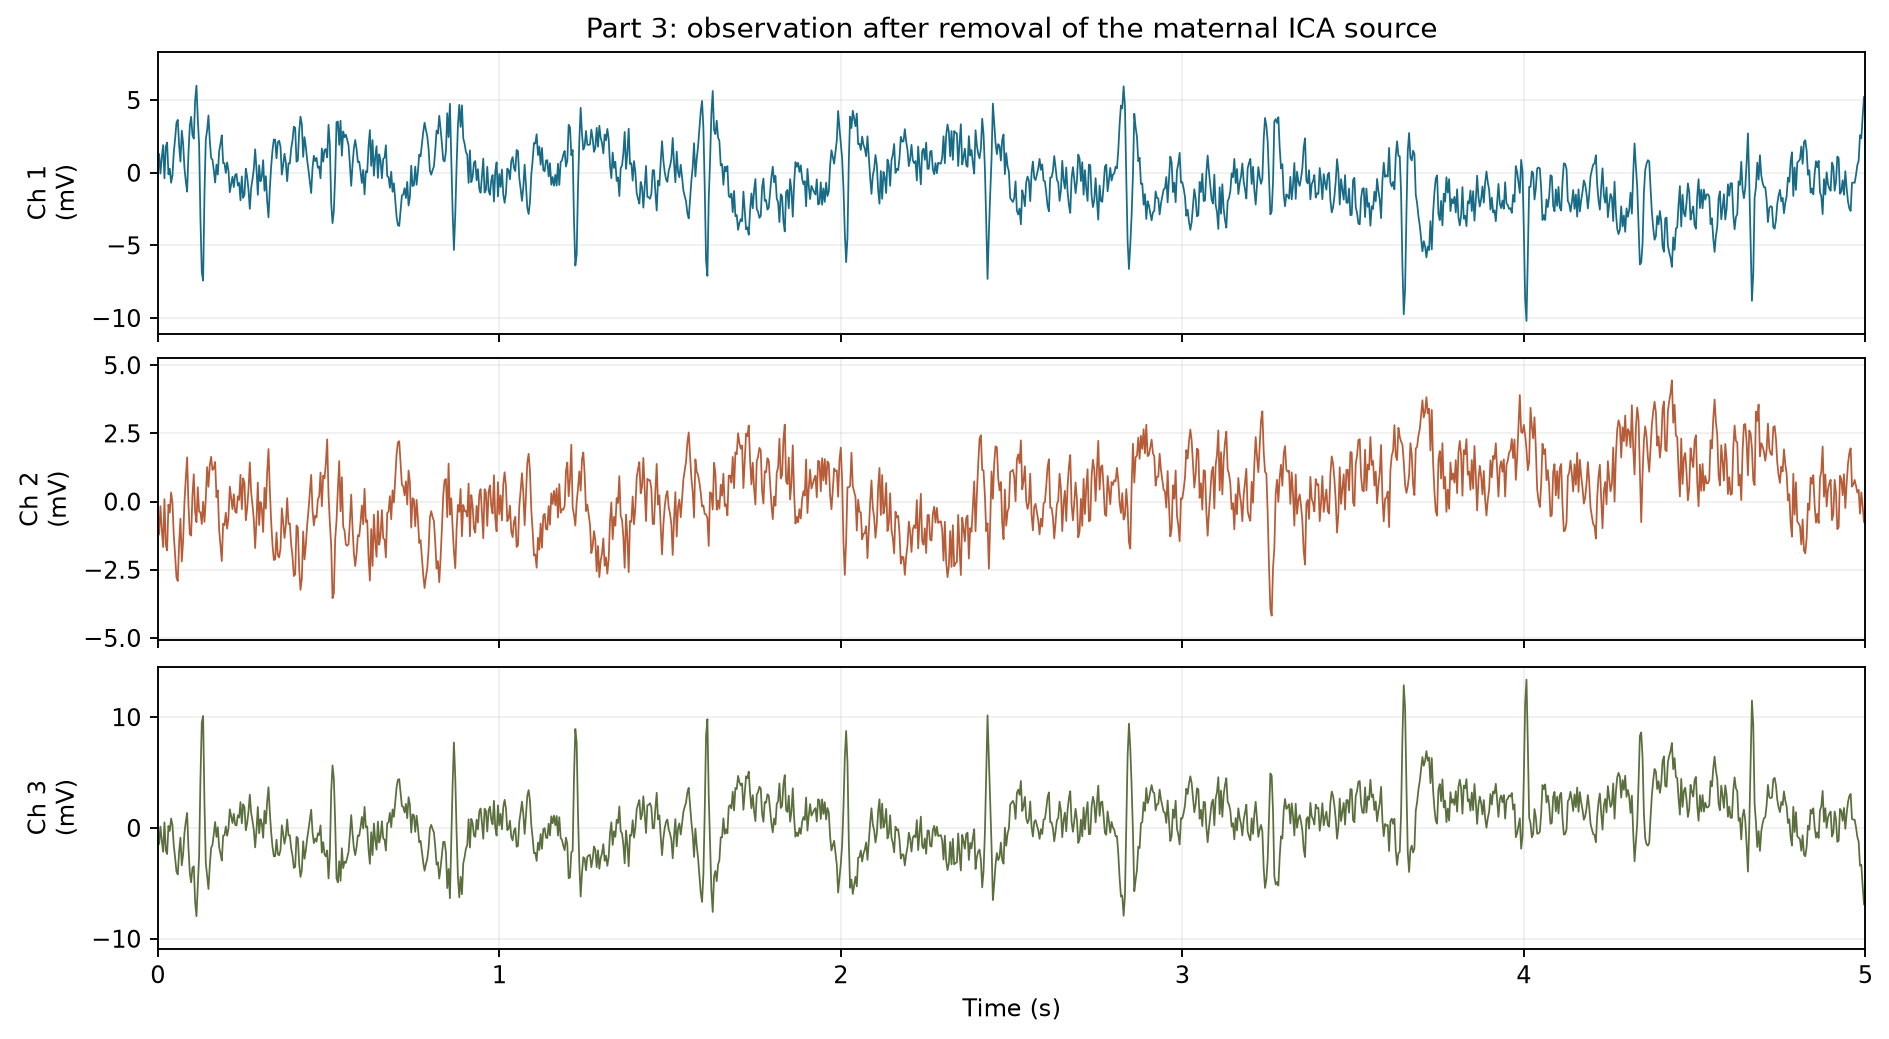 Part 3: observation after removal of the maternal ICA source
Ch 1
(mV)
5
0
−5
−10
Ch 2
(mV)
5.0
2.5
0.0
−2.5
−5.0
Ch 3
(mV)
10
0
−10
0 1 2 3 4 5
Time (s)